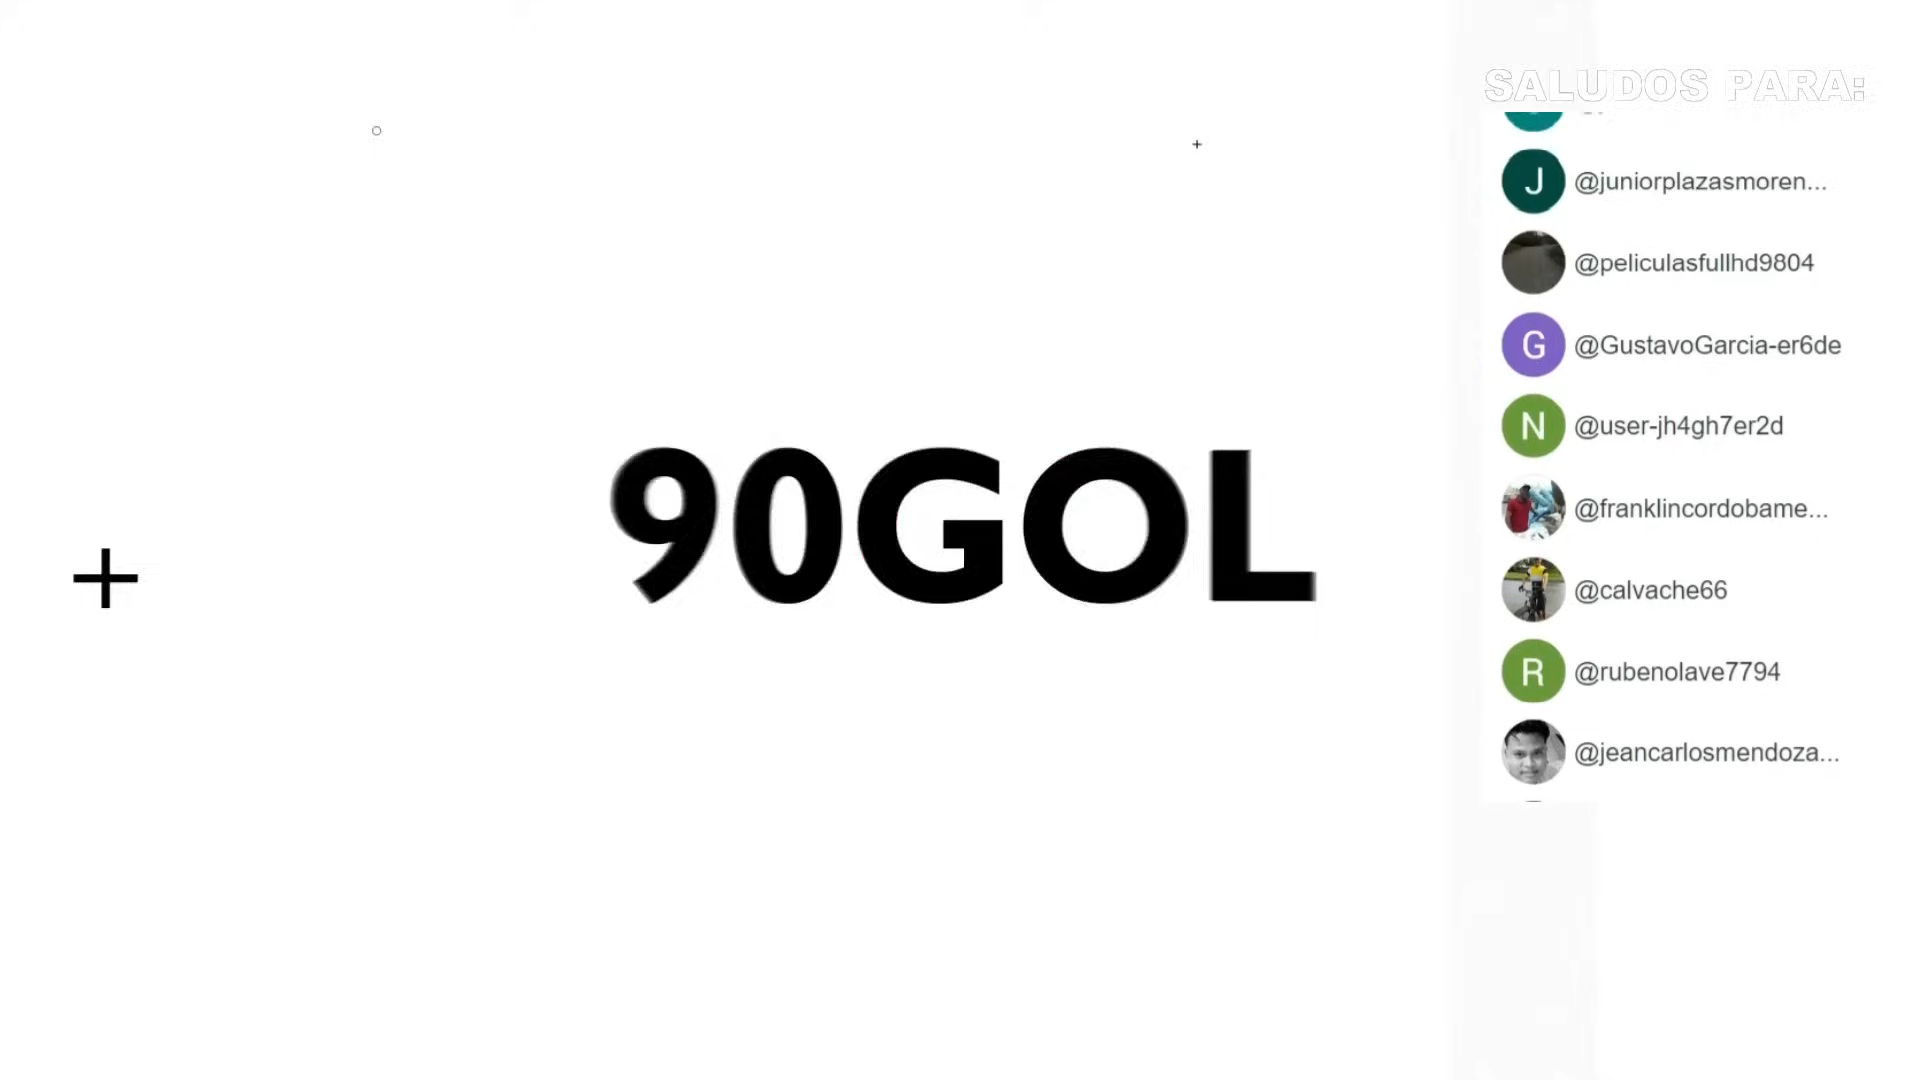 SALUDOS PARA:
J @juniorplazasmoren...
@peliculasfullhd9804
G @GustavoGarcia-er6de
90GOL
N @user-jh4gh7er2d
@franklincordobame...
@calvache66
R @rubenolave7794
@jeancarlosmendoza...